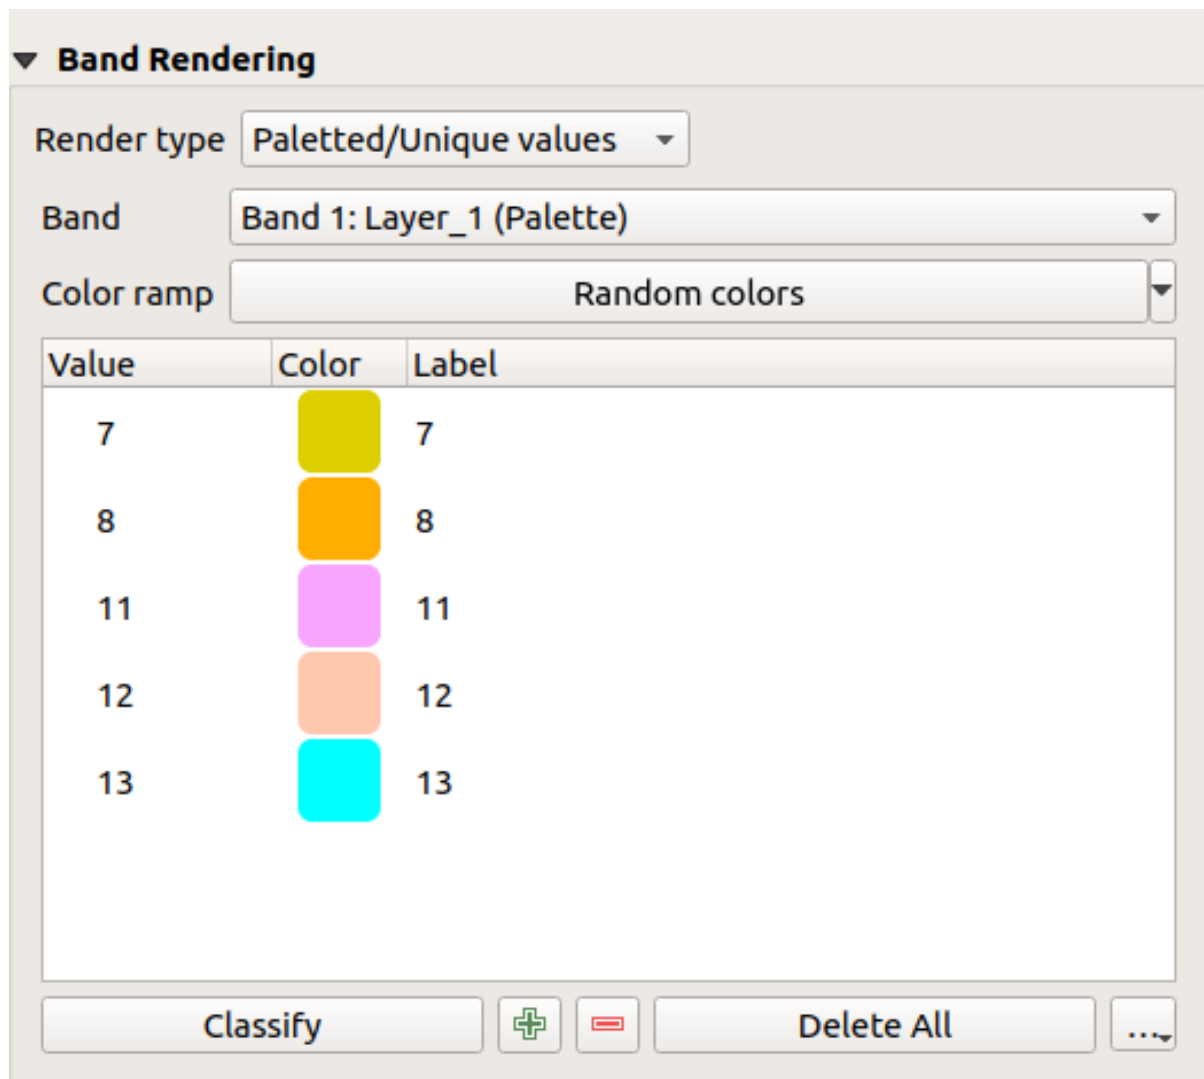 Band Rendering
Render type Paletted/Unique values
Band Band 1: Layer_1 (Palette)
Color ramp Random colors
Value Color Label
7 7
8 8
11 11
12 12
13 13
Classify Delete All ...